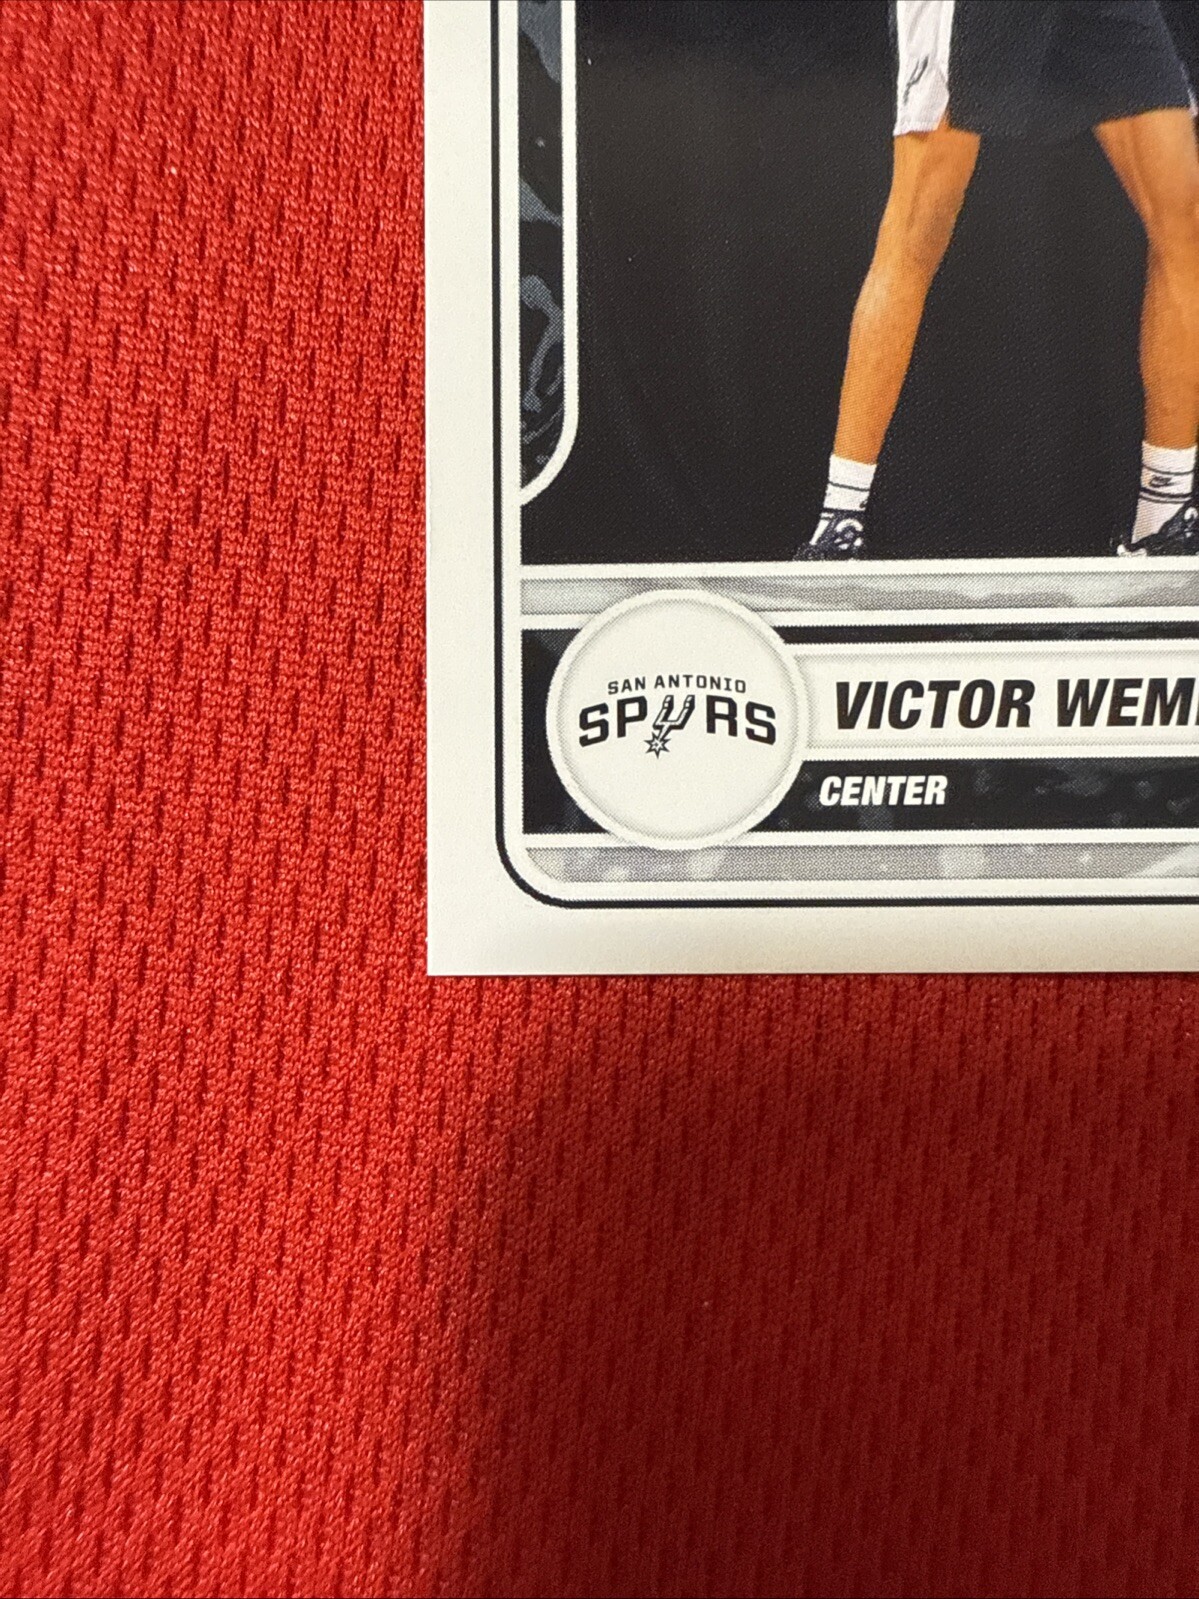 SAN ANTONIO
SPURS
VICTOR WEM
CENTER